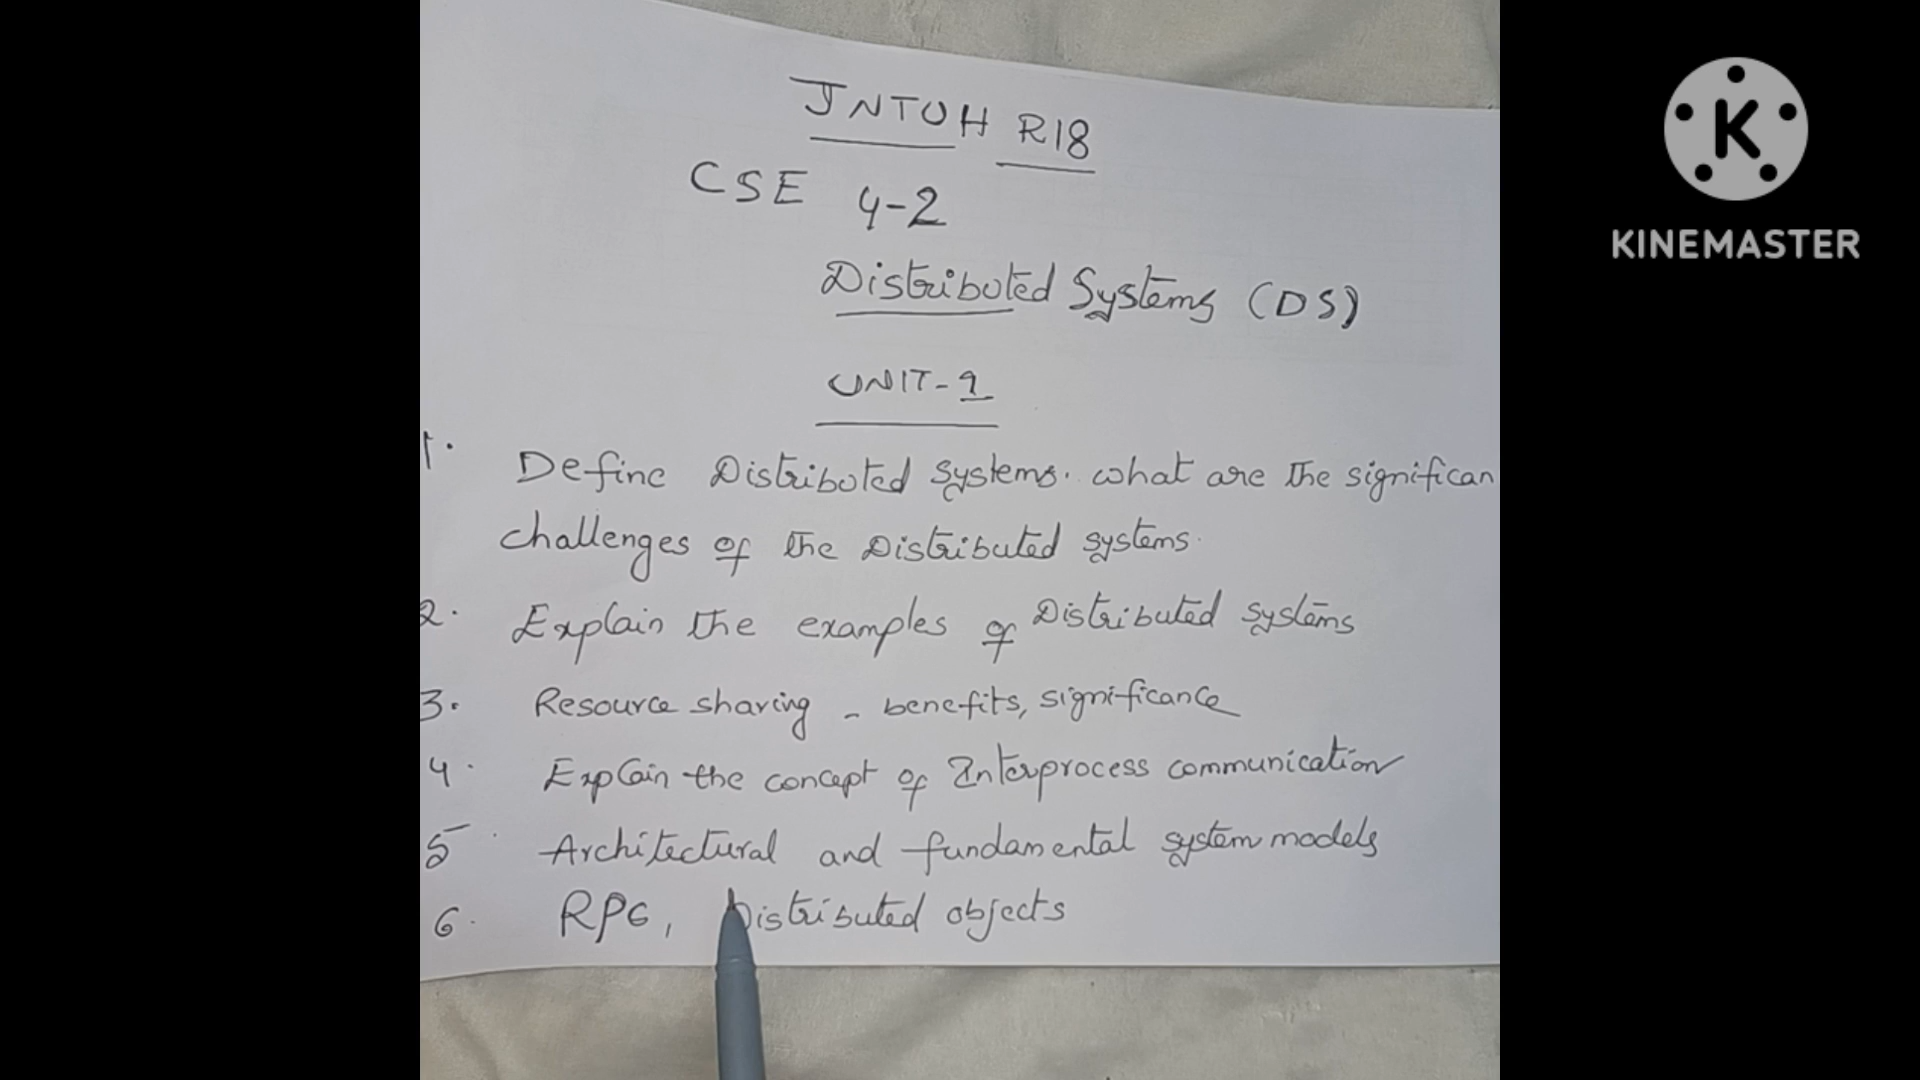 JNTUH R18
CSE 4-2
Distributed Systems (DS)
UNIT-1
1. Define Distributed systems. what are the significan
challenges of the Distributed systems.
2. Explain the examples of Distributed systems
3. Resource sharing - benefits, significance
4. Explain the concept of Interprocess communication
5. Architectural and fundamental system models
6. RPC, Distributed objects
K
KINEMASTER